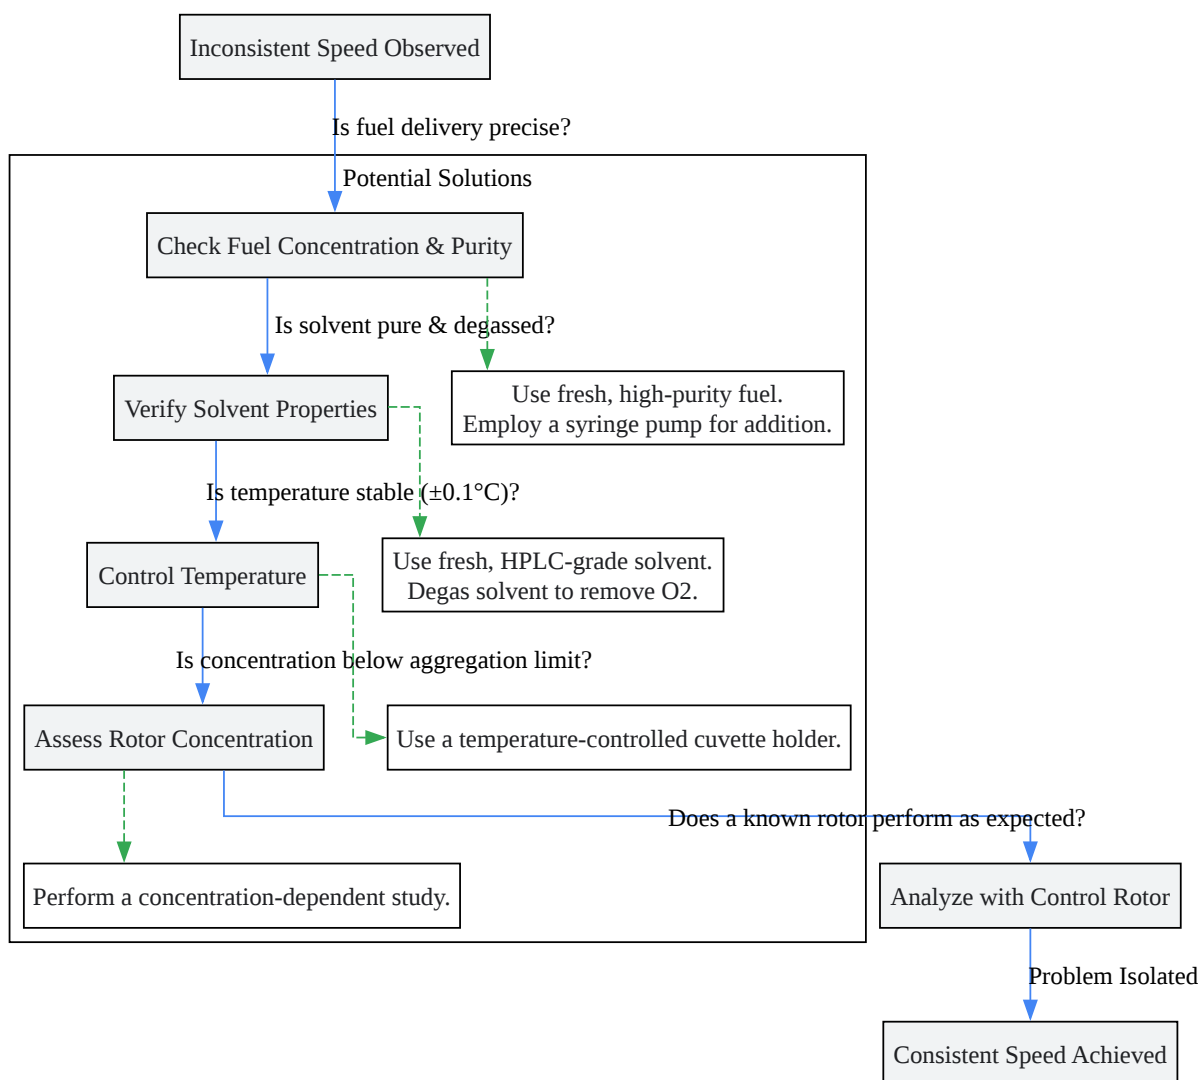 Inconsistent Speed Observed
Is fuel delivery precise?
Potential Solutions
Check Fuel Concentration & Purity
Is solvent pure & degassed?
Use fresh, high-purity fuel.
Employ a syringe pump for addition.
Verify Solvent Properties
Is temperature stable (±0.1°C)?
Use fresh, HPLC-grade solvent.
Degas solvent to remove O2.
Control Temperature
Is concentration below aggregation limit?
Assess Rotor Concentration
Use a temperature-controlled cuvette holder.
Does a known rotor perform as expected?
Perform a concentration-dependent study.
Analyze with Control Rotor
Problem Isolated
Consistent Speed Achieved